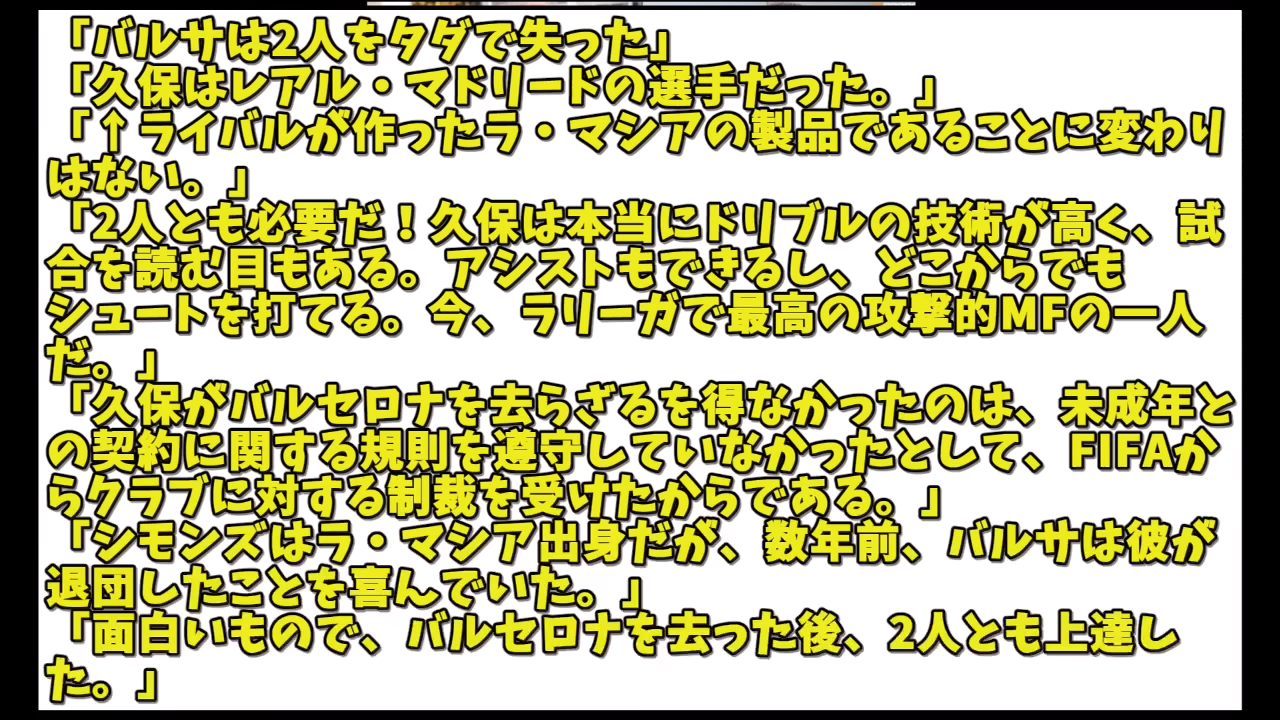 「バルサは2人をタダで失った」
「久保はレアル・マドリードの選手だった。」
「↑ライバルが作ったラ・マシアの製品であることに変わり
はない。」
「2人とも必要だ！久保は本当にドリブルの技術が高く、試
合を読む目もある。アシストもできるし、どこからでも
シュートを打てる。今、ラリーガで最高の攻撃的MFの一人
だ。」
「久保がバルセロナを去らざるを得なかったのは、未成年と
の契約に関する規則を遵守していなかったとして、FIFAか
らクラブに対する制裁を受けたからである。」
「シモンズはラ・マシア出身だが、数年前、バルサは彼が
退団したことを喜んでいた。」
「面白いもので、バルセロナを去った後、2人とも上達し
た。」